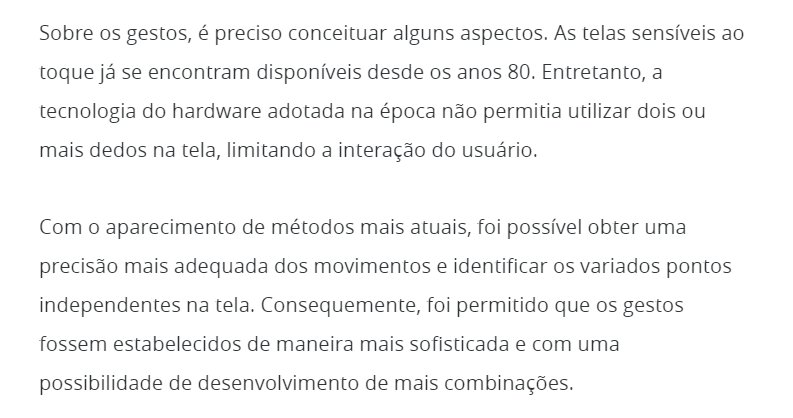 Sobre os gestos, é preciso conceituar alguns aspectos. As telas sensíveis ao
toque já se encontram disponíveis desde os anos 80. Entretanto, a
tecnologia do hardware adotada na época não permitia utilizar dois ou
mais dedos na tela, limitando a interação do usuário.
Com o aparecimento de métodos mais atuais, foi possível obter uma
precisão mais adequada dos movimentos e identificar os variados pontos
independentes na tela. Consequemente, foi permitido que os gestos
fossem estabelecidos de maneira mais sofisticada e com uma
possibilidade de desenvolvimento de mais combinações.